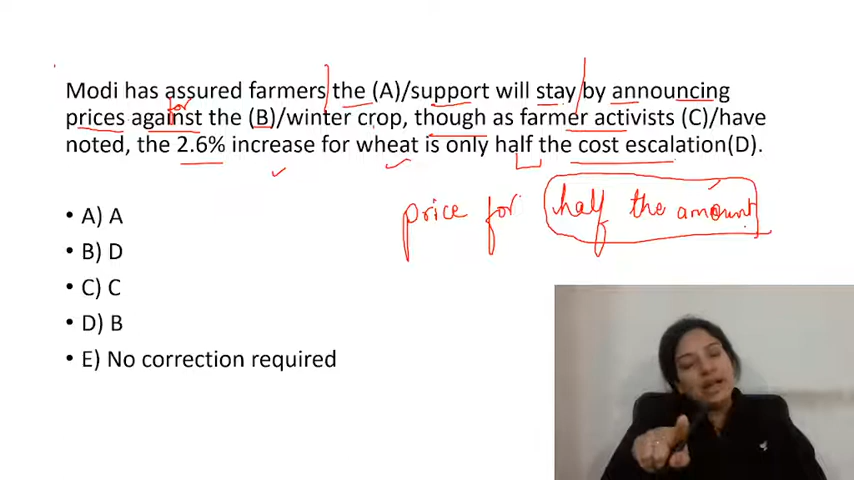 Modi has assured farmers the (A)/support will stay by announcing
for
prices against the (B)/winter crop, though as farmer activists (C)/have
noted, the 2.6% increase for wheat is only half the cost escalation(D).
price for half the amount
• A) A
• B) D
• C) C
• D) B
• E) No correction required